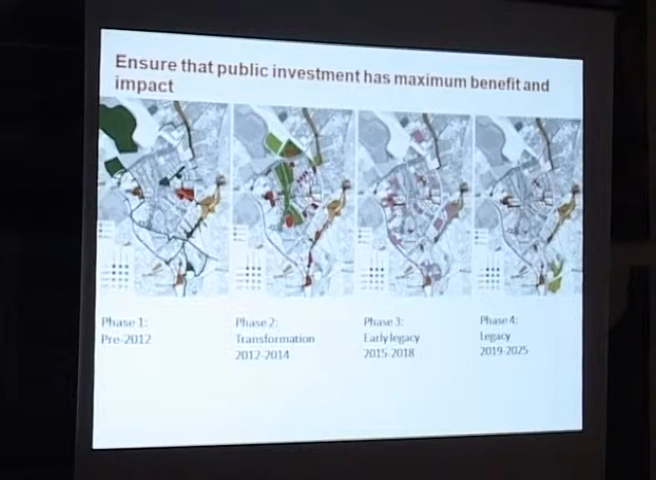 Ensure that public investment has maximum benefit and
impact
Phase 1:
Pre-2012
Phase 2:
Transformation
2012-2014
Phase 3:
Early legacy
2015-2018
Phase 4:
Legacy
2019-2025